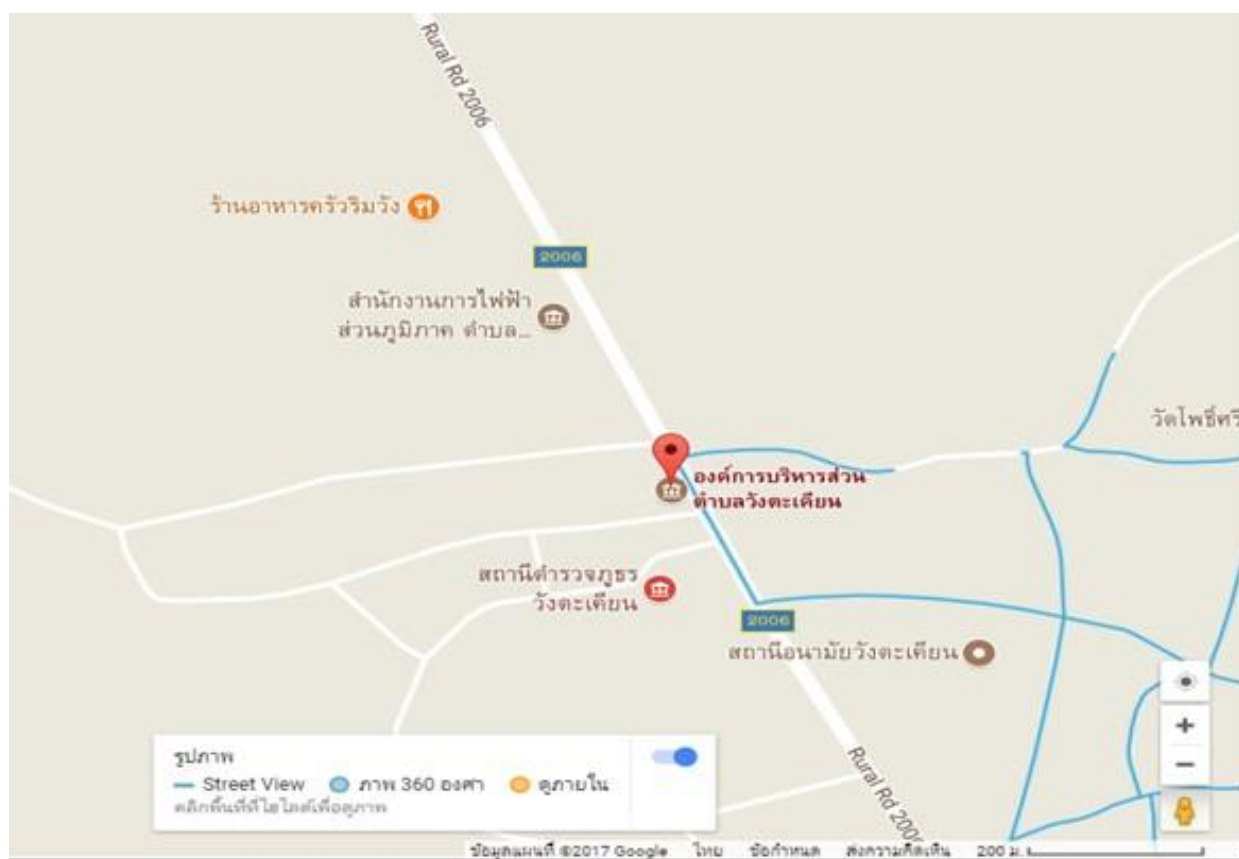 Rural Rd 2006
ร้านอาหารครัวริมวัง
2006
สำนักงานการไฟฟ้า
ส่วนภูมิภาค ตำบล...
วัดโพธิ์ศรี
องค์การบริหารส่วน
ตำบลวังตะเคียน
สถานีตำรวจภูธร
วังตะเคียน
2006
สถานีอนามัยวังตะเคียน
รูปภาพ
Street View ภาพ 360 องศา ดูภายใน
คลิกพื้นที่ที่ไฮไลต์เพื่อดูภาพ
Rural Rd 2006
ข้อมูลแผนที่ ©2017 Google ไทย ข้อกำหนด ส่งความคิดเห็น 200 ม.